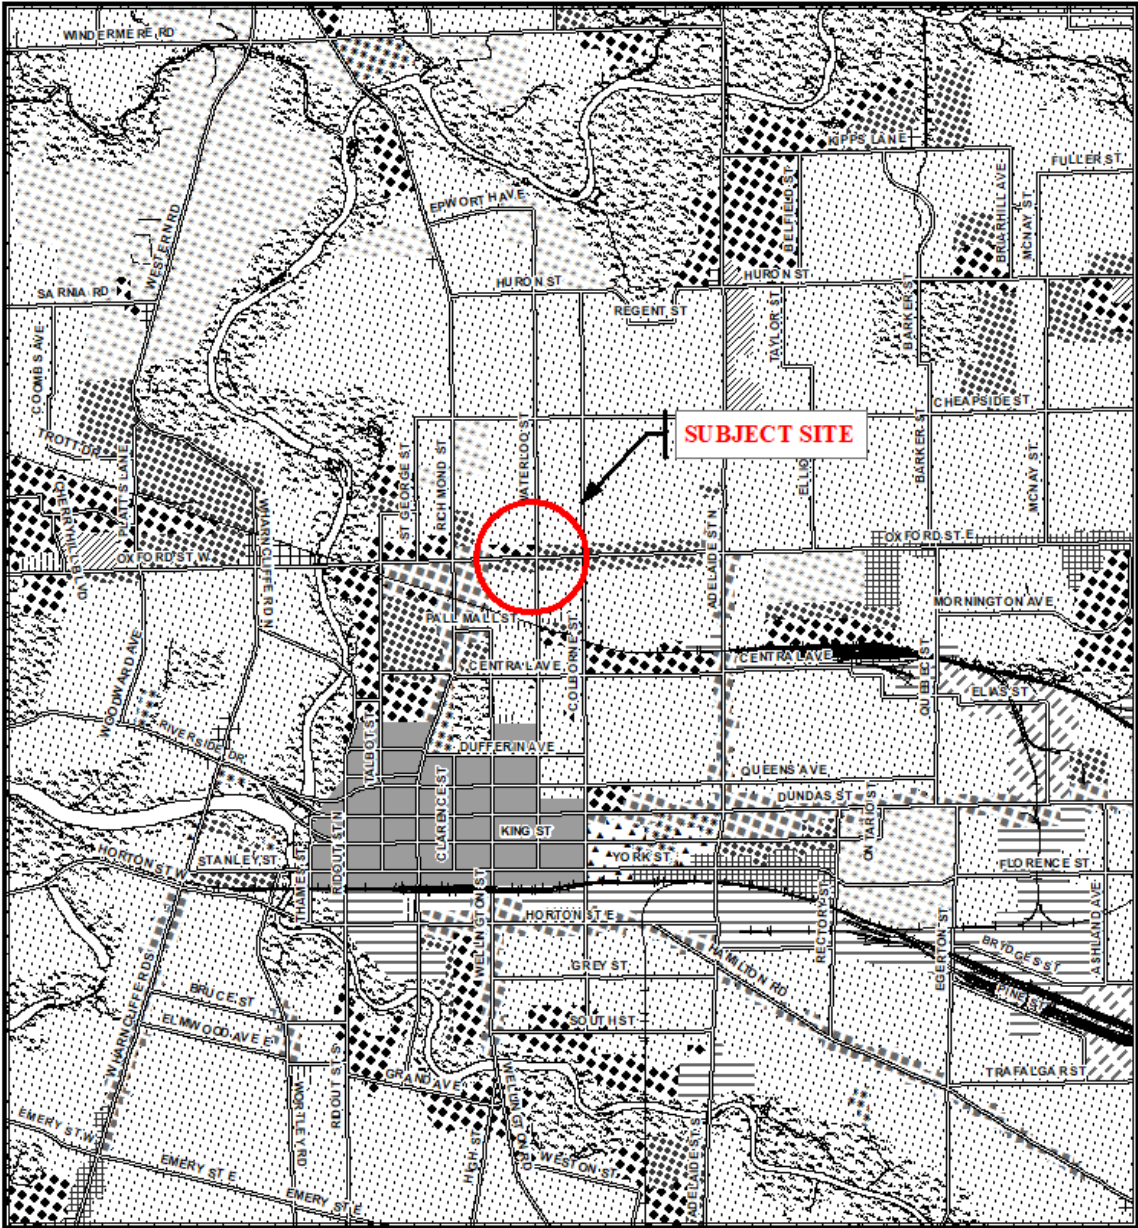 WINDERMERE RD
KIPPS LANE
FULLER ST
EPWORTH AVE
BELFIELD ST
BRIARHILL AVE
MCNAY ST
WESTERN RD
HURON ST
HURON ST
SARNIA RD
REGENT ST
TAYLOR ST
BARKER ST
COOMBS AVE
CHEAPSIDE ST
SUBJECT SITE
TROTT DR
PLATT'S LANE
ST GEORGE ST
RICHMOND ST
WATERLOO ST
BARKER ST
MCNAY ST
CHERRYHILL BLVD
WHARNCLIFFE RD N
OXFORD ST W
OXFORD ST E
ADELAIDE ST N
PALL MALL ST
MORNINGTON AVE
COLBORNE ST
CENTRAL AVE
CENTRAL AVE
QUEBEC ST
ELIAS ST
WOODWARD AVE
RIVERSIDE DR
TALBOT ST
DUFFERIN AVE
QUEENS AVE
DUNDAS ST
CLARENCE ST
KING ST
ONTARIO ST
YORK ST
HORTON ST W
STANLEY ST
RIDOUT ST N
THAMES ST
FLORENCE ST
WELLINGTON ST
HORTON ST E
RECTORY ST
EGERTON ST
ASHLAND AVE
HAMILTON RD
BRYDGES ST
GREY ST
PINE ST
WHARNCLIFFE RD S
BRUCE ST
SOUTH ST
ELMWOOD AVE E
GRAND AVE
TRAFALGAR ST
RIDOUT ST S
WORTLEY RD
WELLINGTON RD
HIGH ST
ADELAIDE ST S
EMERY ST W
EMERY ST E
WESTON ST
EMERY ST E